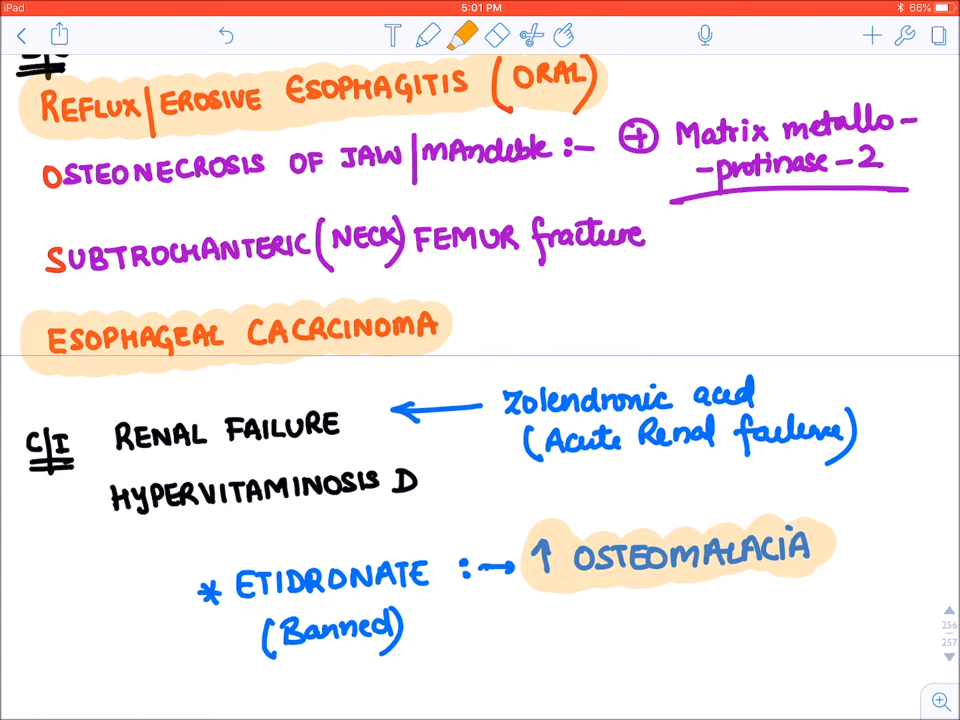 iPad 5:01 PM 66%
T
REFLUX/EROSIVE ESOPHAGITIS (ORAL)
OSTEONECROSIS OF JAW/mAndeble :- ⊕ Matrix metallo-
-protinase-2
SUBTROCHANTERIC (NECK) FEMUR fracture
ESOPHAGEAL CACRCINOMA
C/I RENAL FAILURE ← Zolendronic acid
(Acute Renal failure)
HYPERVITAMINOSIS D
* ETIDRONATE :→ ↑ OSTEOMALACIA
(Banned)
256
257